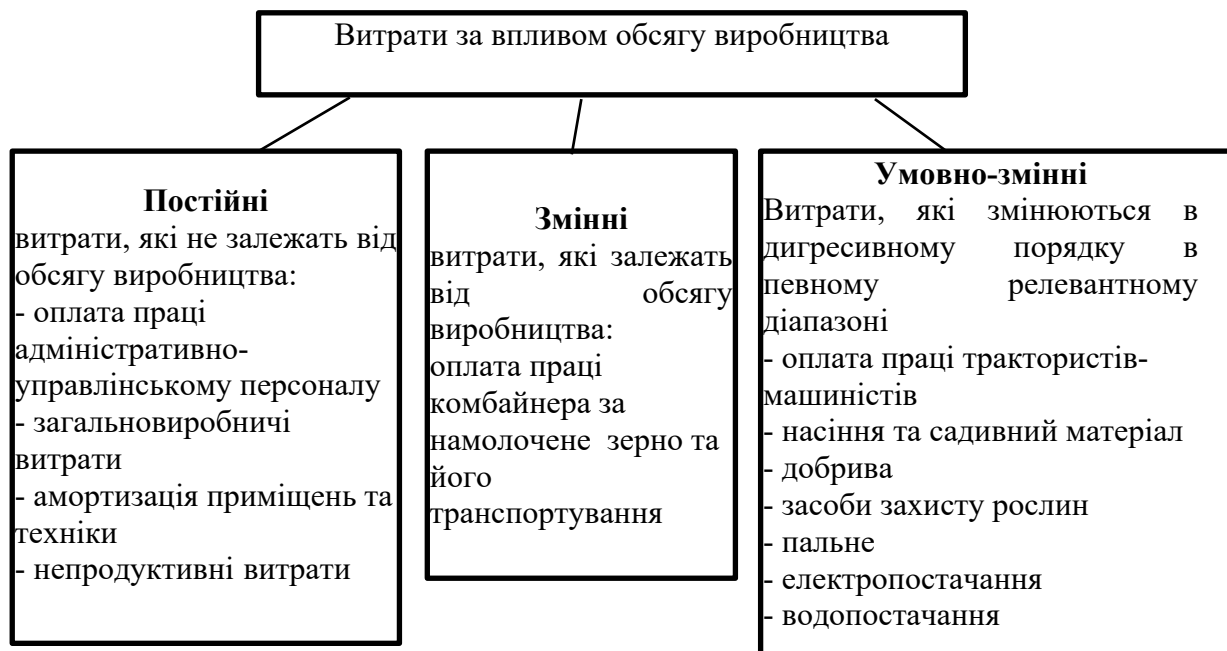 Витрати за впливом обсягу виробництва
Постійні
витрати, які не залежать від
обсягу виробництва:
- оплата праці
адміністративно-
управлінському персоналу
- загальновиробничі
витрати
- амортизація приміщень та
техніки
- непродуктивні витрати
Змінні
витрати, які залежать
від обсягу
виробництва:
оплата праці
комбайнера за
намолочене зерно та
його
транспортування
Умовно-змінні
Витрати, які змінюються в
дигресивному порядку в
певному релевантному
діапазоні
- оплата праці трактористів-
машиністів
- насіння та садивний матеріал
- добрива
- засоби захисту рослин
- пальне
- електропостачання
- водопостачання